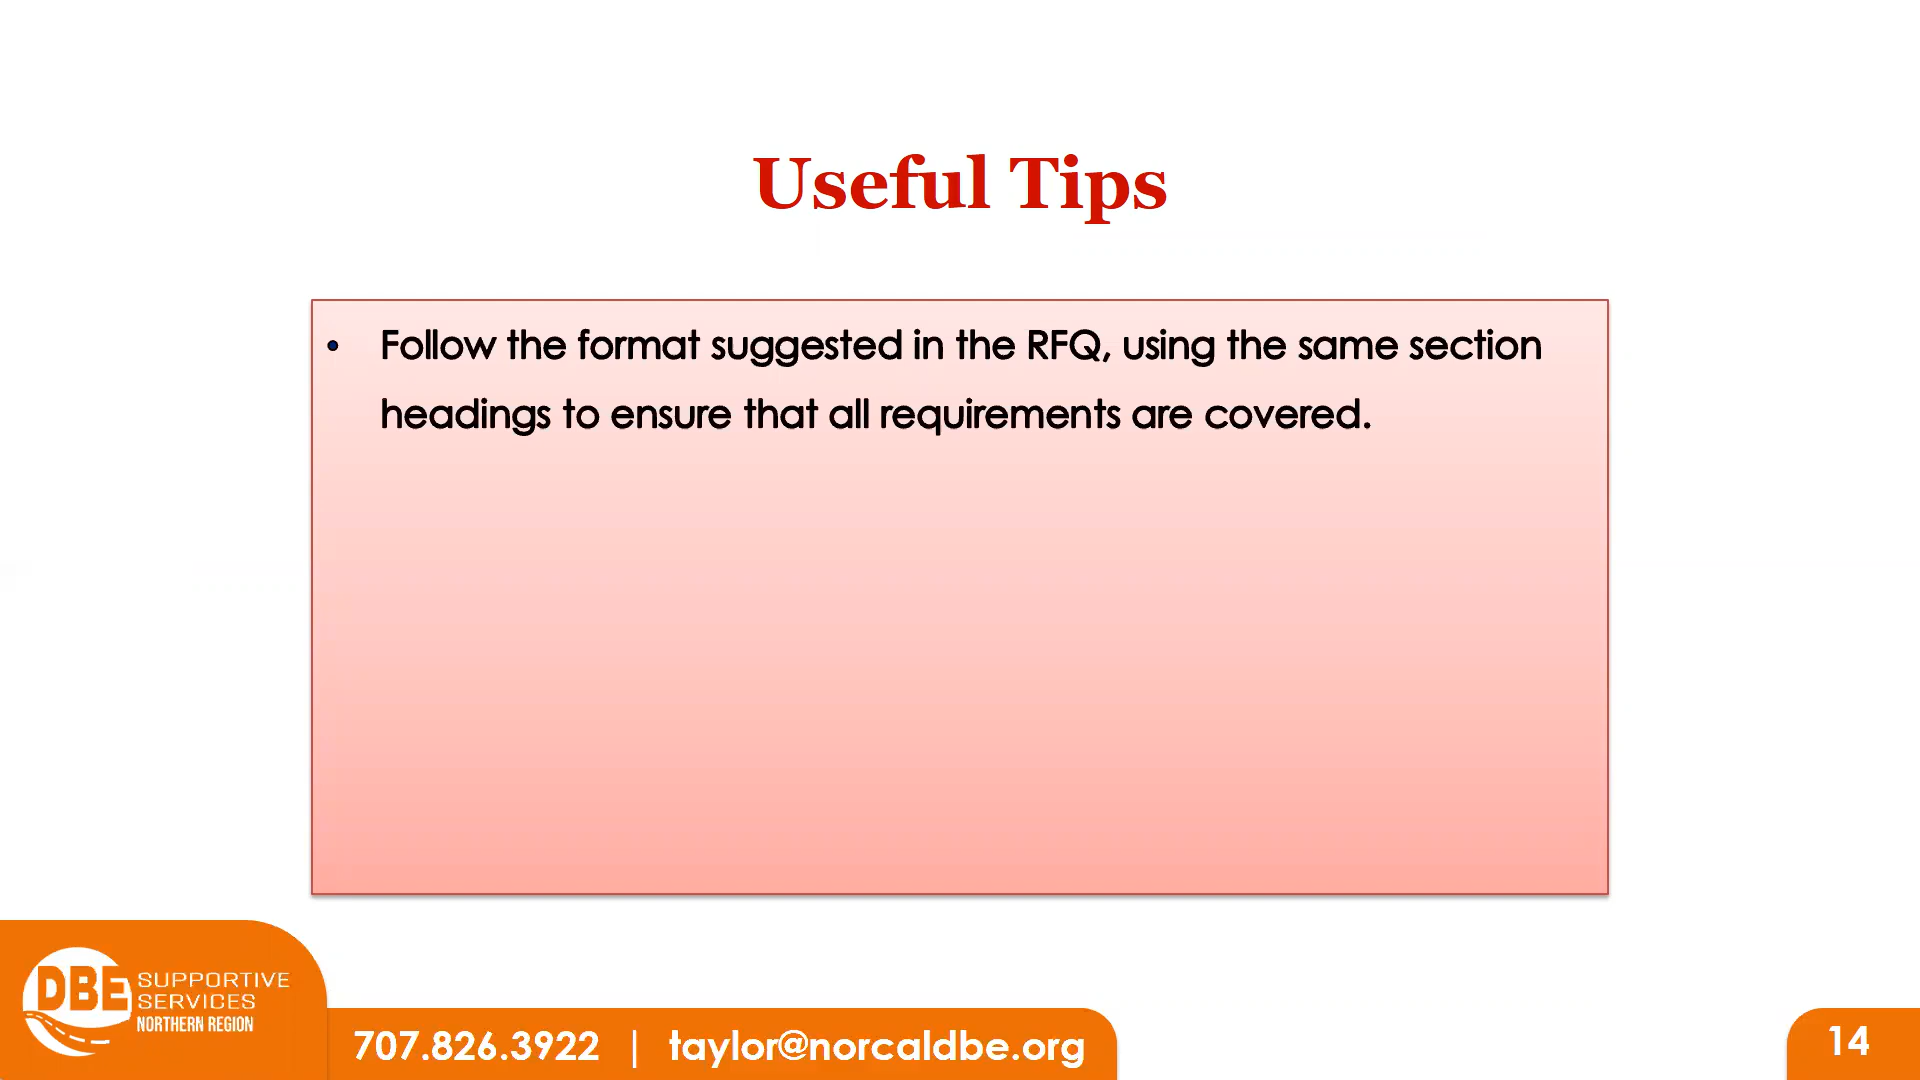 Useful Tips
• Follow the format suggested in the RFQ, using the same section
headings to ensure that all requirements are covered.
DBE SUPPORTIVE
SERVICES
NORTHERN REGION
707.826.3922 | taylor@norcaldbe.org
14